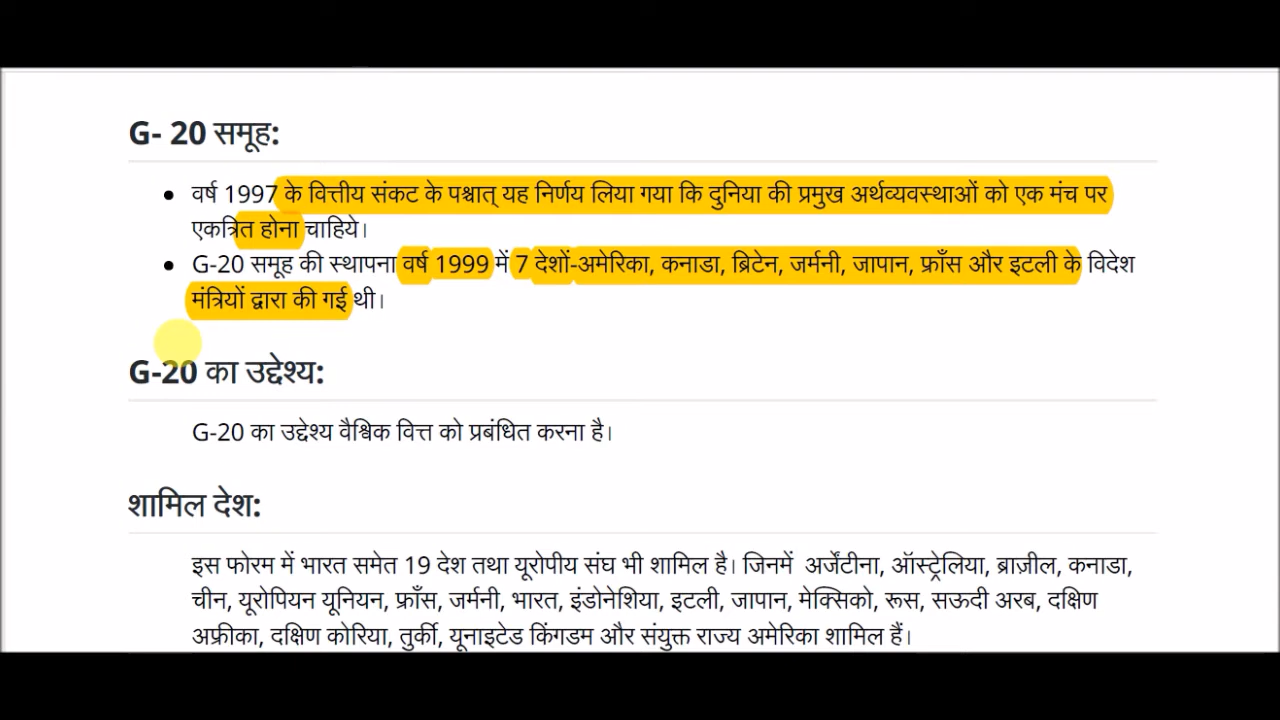 G- 20 समूह:
वर्ष 1997 के वित्तीय संकट के पश्चात् यह निर्णय लिया गया कि दुनिया की प्रमुख अर्थव्यवस्थाओं को एक मंच पर
एकत्रित होना चाहिये।
G-20 समूह की स्थापना वर्ष 1999 में 7 देशों-अमेरिका, कनाडा, ब्रिटेन, जर्मनी, जापान, फ्राँस और इटली के विदेश
मंत्रियों द्वारा की गई थी।
G-20 का उद्देश्य:
G-20 का उद्देश्य वैश्विक वित्त को प्रबंधित करना है।
शामिल देश:
इस फोरम में भारत समेत 19 देश तथा यूरोपीय संघ भी शामिल है। जिनमें अर्जेंटीना, ऑस्ट्रेलिया, ब्राज़ील, कनाडा,
चीन, यूरोपियन यूनियन, फ्राँस, जर्मनी, भारत, इंडोनेशिया, इटली, जापान, मेक्सिको, रूस, सऊदी अरब, दक्षिण
अफ्रीका, दक्षिण कोरिया, तुर्की, यूनाइटेड किंगडम और संयुक्त राज्य अमेरिका शामिल हैं।